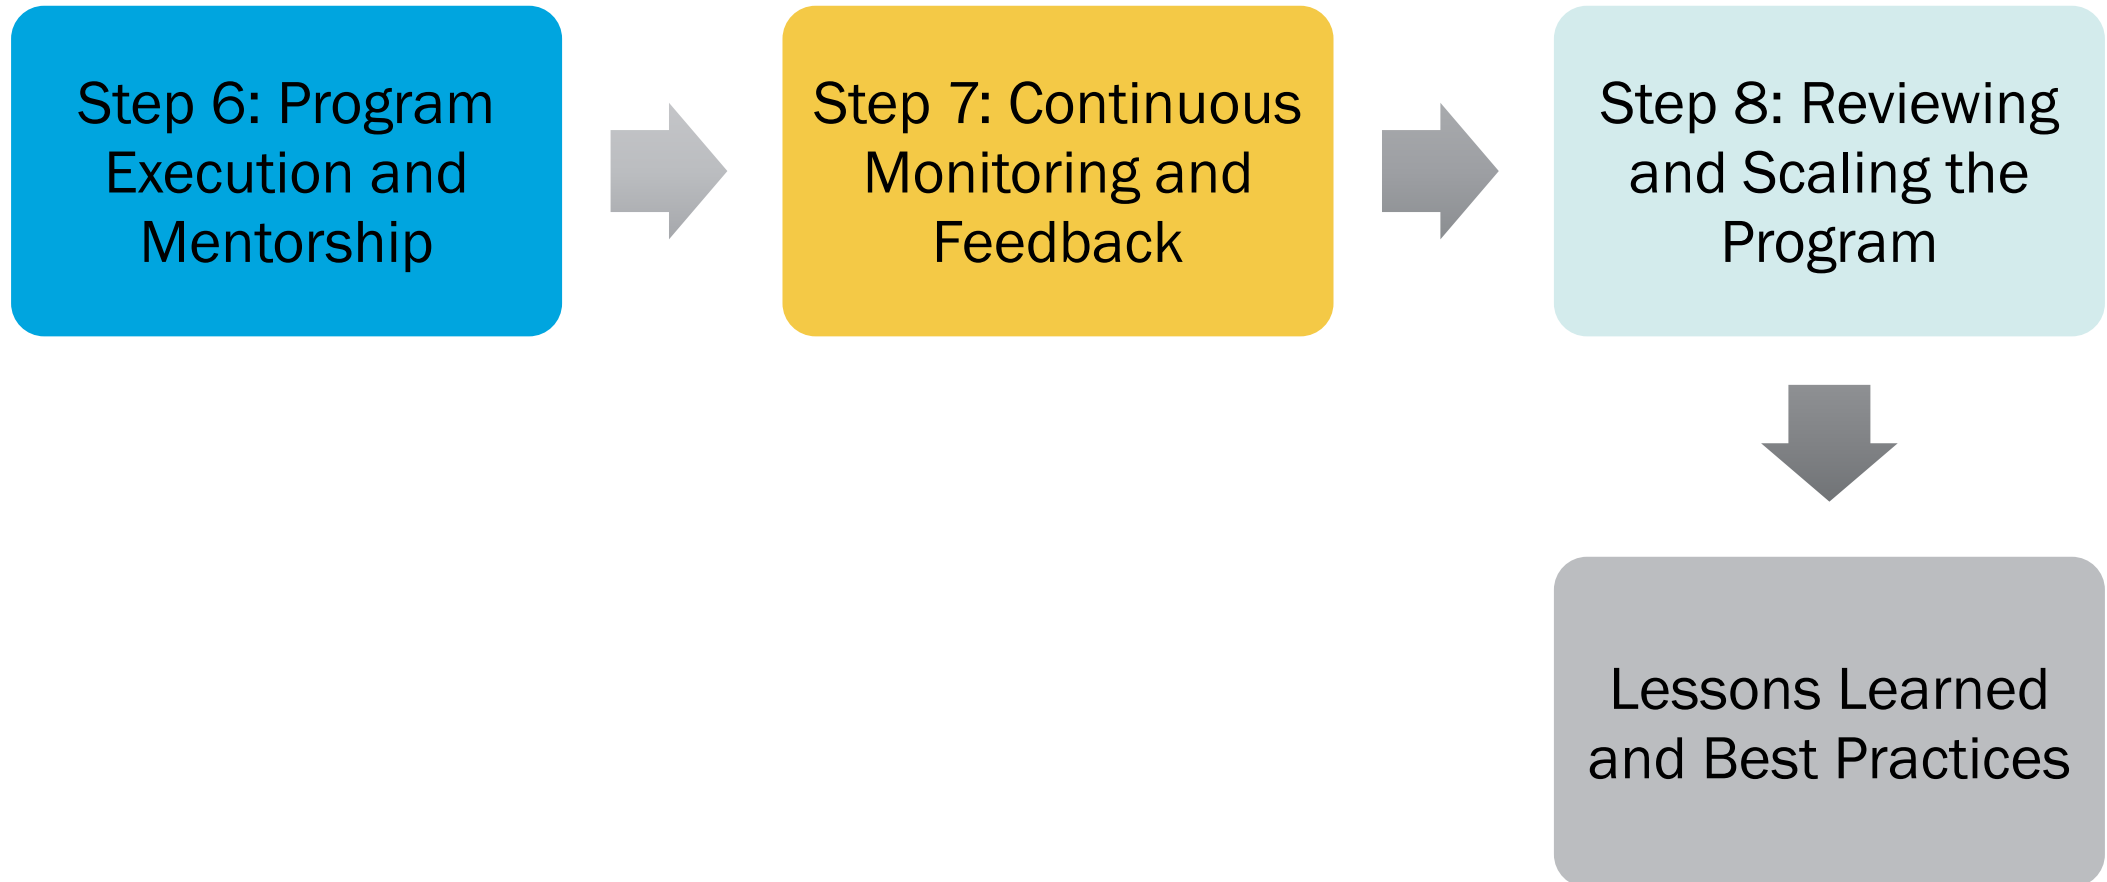 Step 6: Program
Execution and
Mentorship
Step 7: Continuous
Monitoring and
Feedback
Step 8: Reviewing
and Scaling the
Program
Lessons Learned
and Best Practices